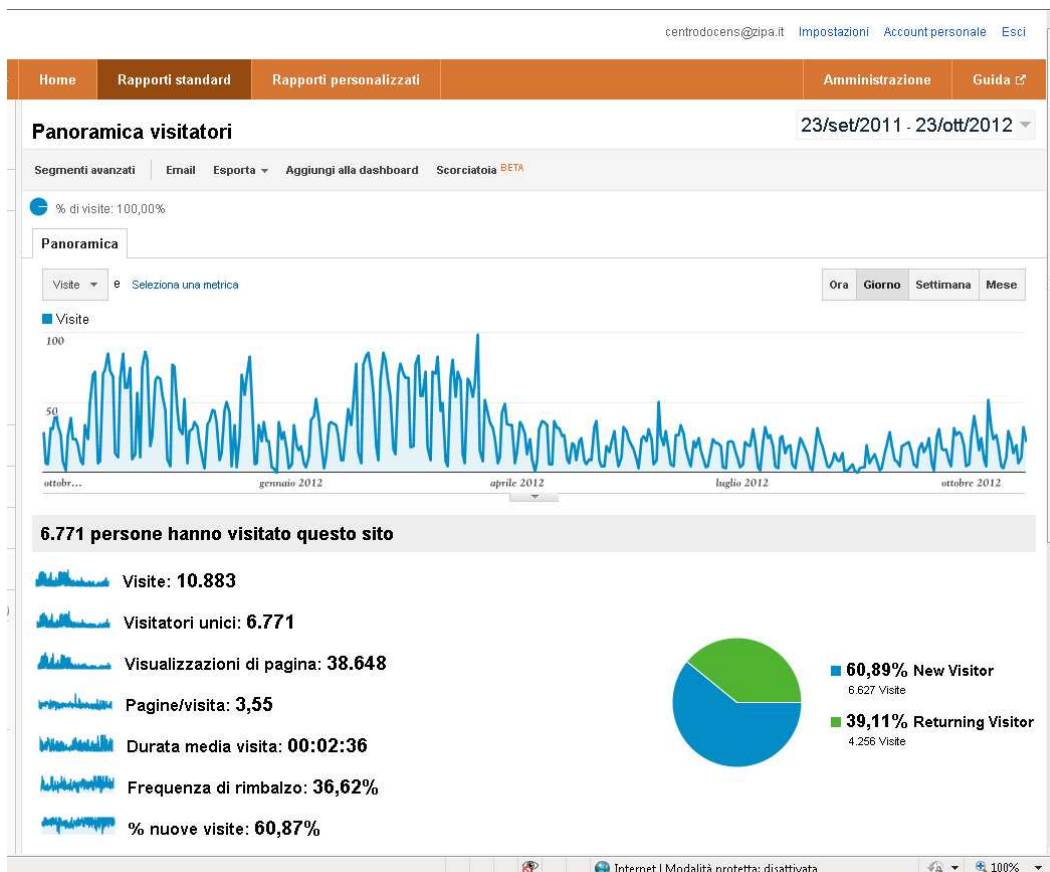 centrodocens@zipa.it Impostazioni Account personale Esci
Home Rapporti standard Rapporti personalizzati Amministrazione Guida
Panoramica visitatori 23/set/2011 - 23/ott/2012
Segmenti avanzati Email Esporta Aggiungi alla dashboard Scorciatoia BETA
% di visite: 100,00%
Panoramica
Visite e Seleziona una metrica Ora Giorno Settimana Mese
Visite
100
50
ottobr... gennaio 2012 aprile 2012 luglio 2012 ottobre 2012
6.771 persone hanno visitato questo sito
Visite: 10.883
Visitatori unici: 6.771
Visualizzazioni di pagina: 38.648
Pagine/visita: 3,55
Durata media visita: 00:02:36
Frequenza di rimbalzo: 36,62%
% nuove visite: 60,87%
60,89% New Visitor
6.627 Visite
39,11% Returning Visitor
4.256 Visite
Internet | Modalità protetta: disattivata 100%